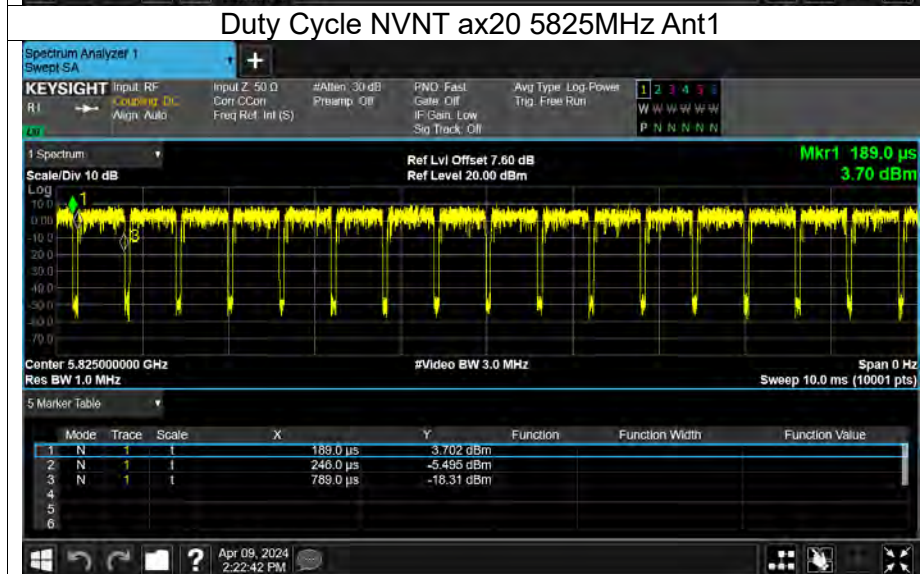 Duty Cycle NVNT ax20 5825MHz Ant1
Spectrum Analyzer 1
Swept SA
+
KEYSIGHT Input: RF Input Z: 50 Ω #Atten: 30 dB PNO: Fast Avg Type: Log-Power 1 2 3 4 5 6
Coupling: DC Corr CCorr Preamp: Off Gate: Off Trig: Free Run W W W W W W
Align: Auto Freq Ref: Int (S) IF Gain: Low
Sig Track: Off P N N N N N
1 Spectrum
Ref Lvl Offset 7.60 dB Mkr1 189.0 µs
Scale/Div 10 dB Ref Level 20.00 dBm 3.70 dBm
Log
10.0
0.00
-10.0
-20.0
-30.0
-40.0
-50.0
-60.0
-70.0
1
3
Center 5.825000000 GHz #Video BW 3.0 MHz Span 0 Hz
Res BW 1.0 MHz Sweep 10.0 ms (10001 pts)
5 Marker Table
Mode Trace Scale X Y Function Function Width Function Value
1 N 1 t 189.0 µs 3.702 dBm
2 N 1 t 246.0 µs -5.495 dBm
3 N 1 t 789.0 µs -18.31 dBm
4
5
6
? Apr 09, 2024
2:22:42 PM